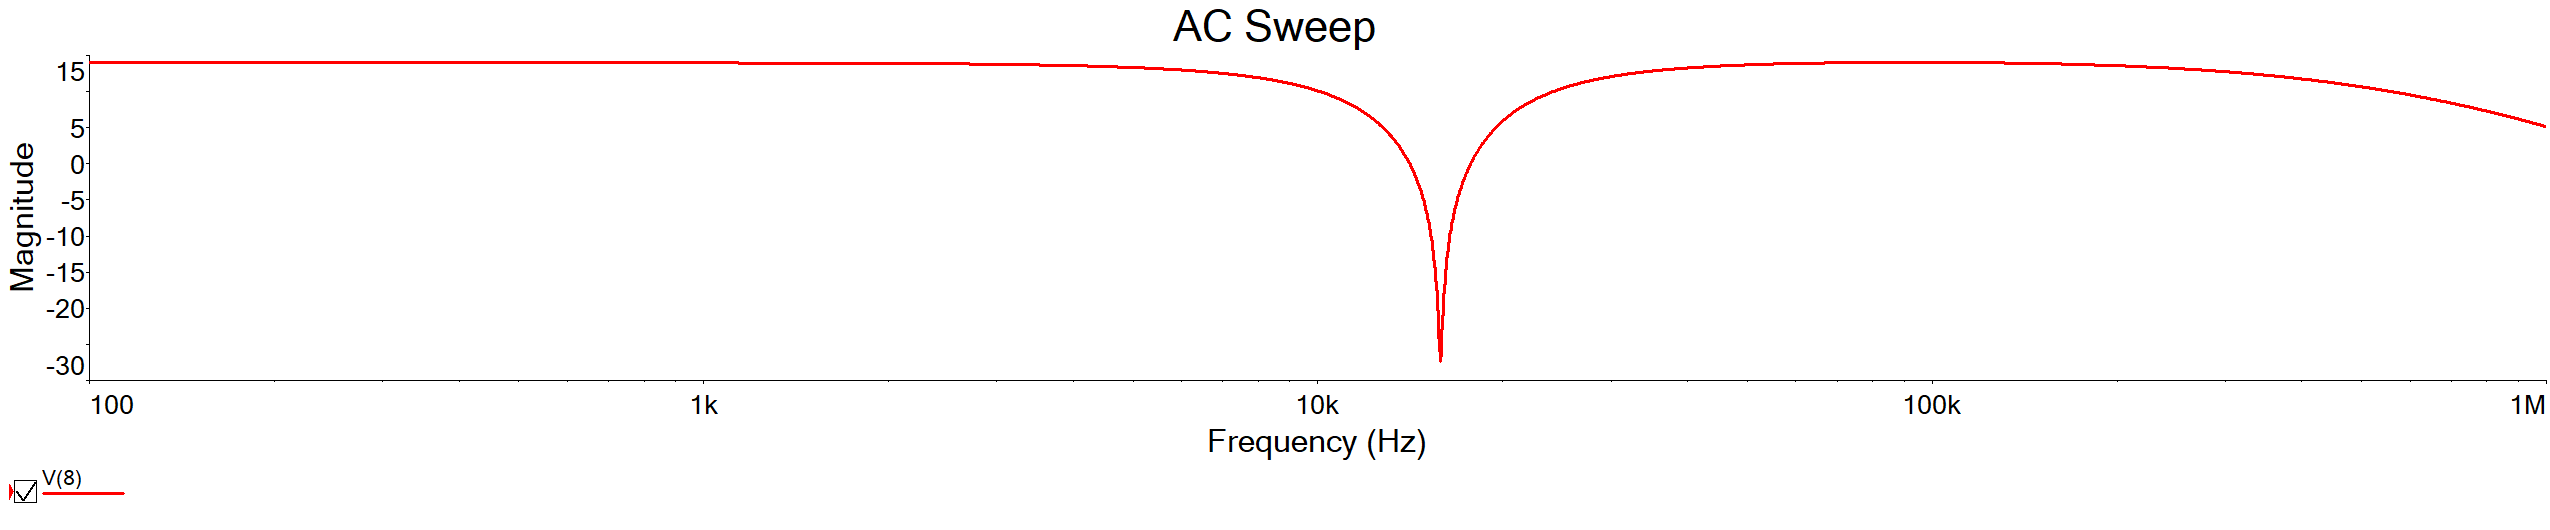 AC Sweep
Magnitude
15
5
0
-5
-10
-15
-20
-30
100
1k
10k
100k
1M
Frequency (Hz)
V(8)